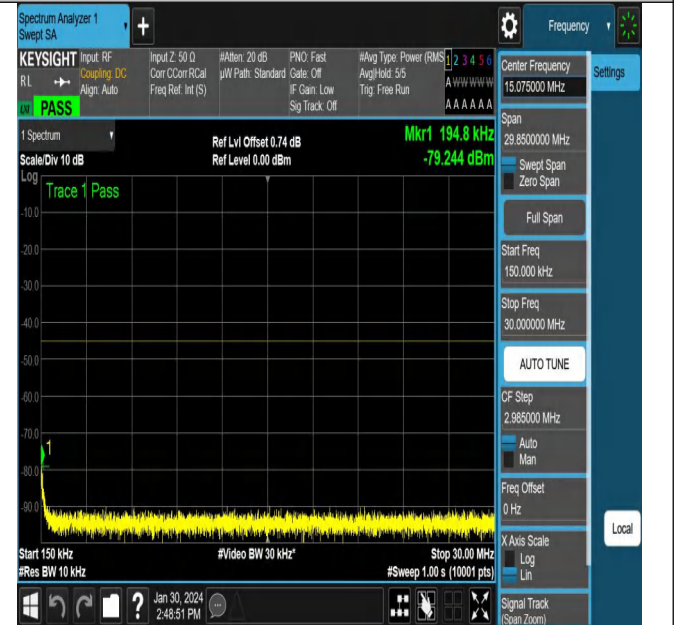 Spectrum Analyzer 1
Swept SA
+
Frequency
KEYSIGHT
RL
PASS
Input: RF
Coupling: DC
Align: Auto
Input Z: 50 Ω
Corr CCorr RCal
Freq Ref: Int (S)
#Atten: 20 dB
µW Path: Standard
PNO: Fast
Gate: Off
IF Gain: Low
Sig Track: Off
#Avg Type: Power (RMS
Avg|Hold: 5/5
Trig: Free Run
1 2 3 4 5 6
A W W W W W
A A A A A A
1 Spectrum
Scale/Div 10 dB
Ref Lvl Offset 0.74 dB
Ref Level 0.00 dBm
Mkr1 194.8 kHz
-79.244 dBm
Log
Trace 1 Pass
-10.0
-20.0
-30.0
-40.0
-50.0
-60.0
-70.0
-80.0
-90.0
1
Start 150 kHz
#Video BW 30 kHz*
Stop 30.00 MHz
#Res BW 10 kHz
#Sweep 1.00 s (10001 pts)
Center Frequency
15.075000 MHz
Settings
Span
29.8500000 MHz
Swept Span
Zero Span
Full Span
Start Freq
150.000 kHz
Stop Freq
30.000000 MHz
AUTO TUNE
CF Step
2.985000 MHz
Auto
Man
Freq Offset
0 Hz
X Axis Scale
Log
Lin
Local
Signal Track
(Span Zoom)
?
Jan 30, 2024
2:48:51 PM